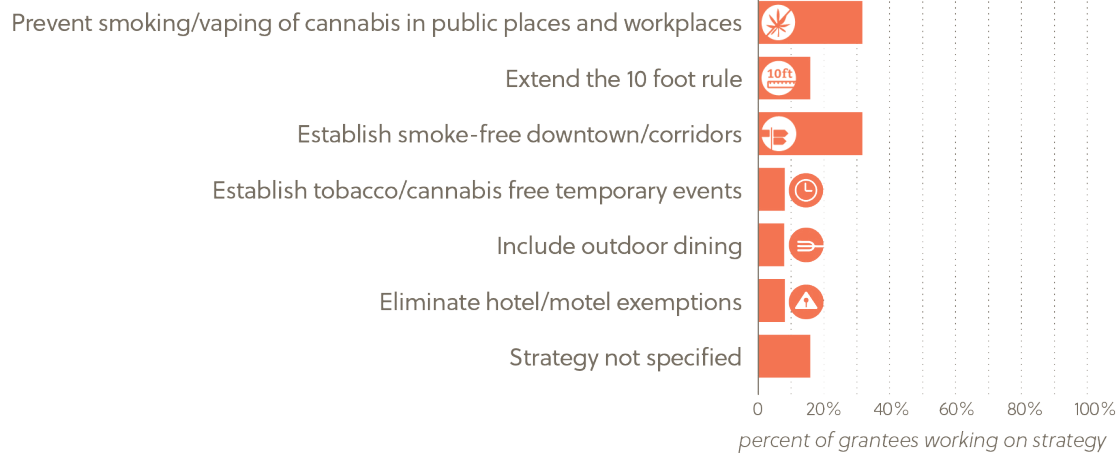 Prevent smoking/vaping of cannabis in public places and workplaces
Extend the 10 foot rule
10ft
Establish smoke-free downtown/corridors
Establish tobacco/cannabis free temporary events
Include outdoor dining
Eliminate hotel/motel exemptions
Strategy not specified
0 20% 40% 60% 80% 100%
percent of grantees working on strategy